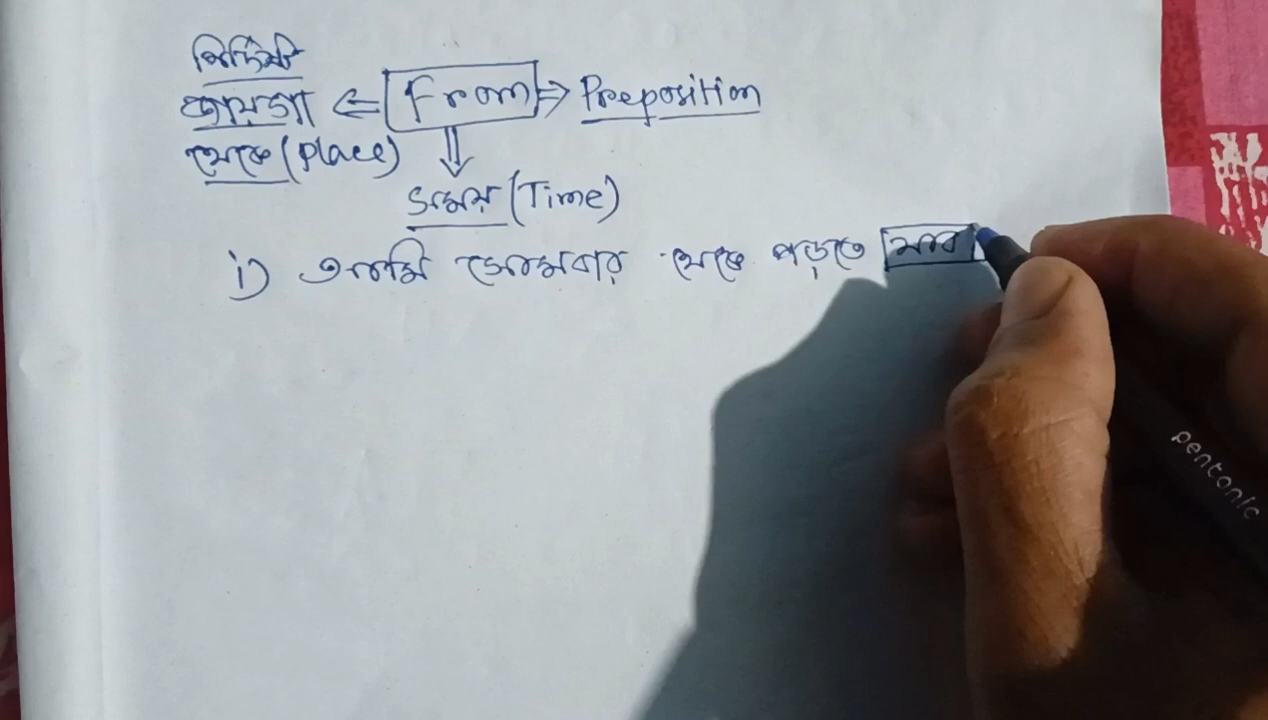 নির্দিষ্ট
জায়গা ⇐ From ⇒ Preposition
থেকে (place)
সময় (Time)
i) আমি সোমবার থেকে পড়তে যাব
pentonic